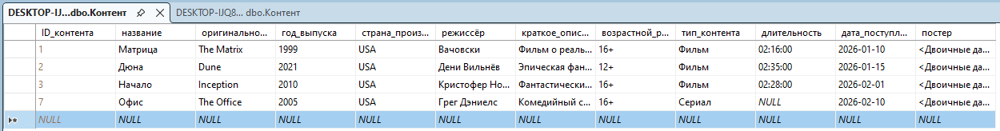 DESKTOP-IJ...dbo.Контент DESKTOP-IJQ8... dbo.Контент
ID_контента название оригинально... год_выпуска страна_произ... режиссёр краткое_опис... возрастной_р... тип_контента длительность дата_поступл... постер
1 Матрица The Matrix 1999 USA Вачовски Фильм о реаль... 16+ Фильм 02:16:00 2026-01-10 <Двоичные да...
2 Дюна Dune 2021 USA Дени Вильнёв Эпическая фан... 12+ Фильм 02:35:00 2026-01-15 <Двоичные да...
3 Начало Inception 2010 USA Кристофер Но... Фантастически... 16+ Фильм 02:28:00 2026-02-01 <Двоичные да...
7 Офис The Office 2005 USA Грег Дэниелс Комедийный с... 16+ Сериал NULL 2026-02-10 <Двоичные да...
NULL NULL NULL NULL NULL NULL NULL NULL NULL NULL NULL NULL